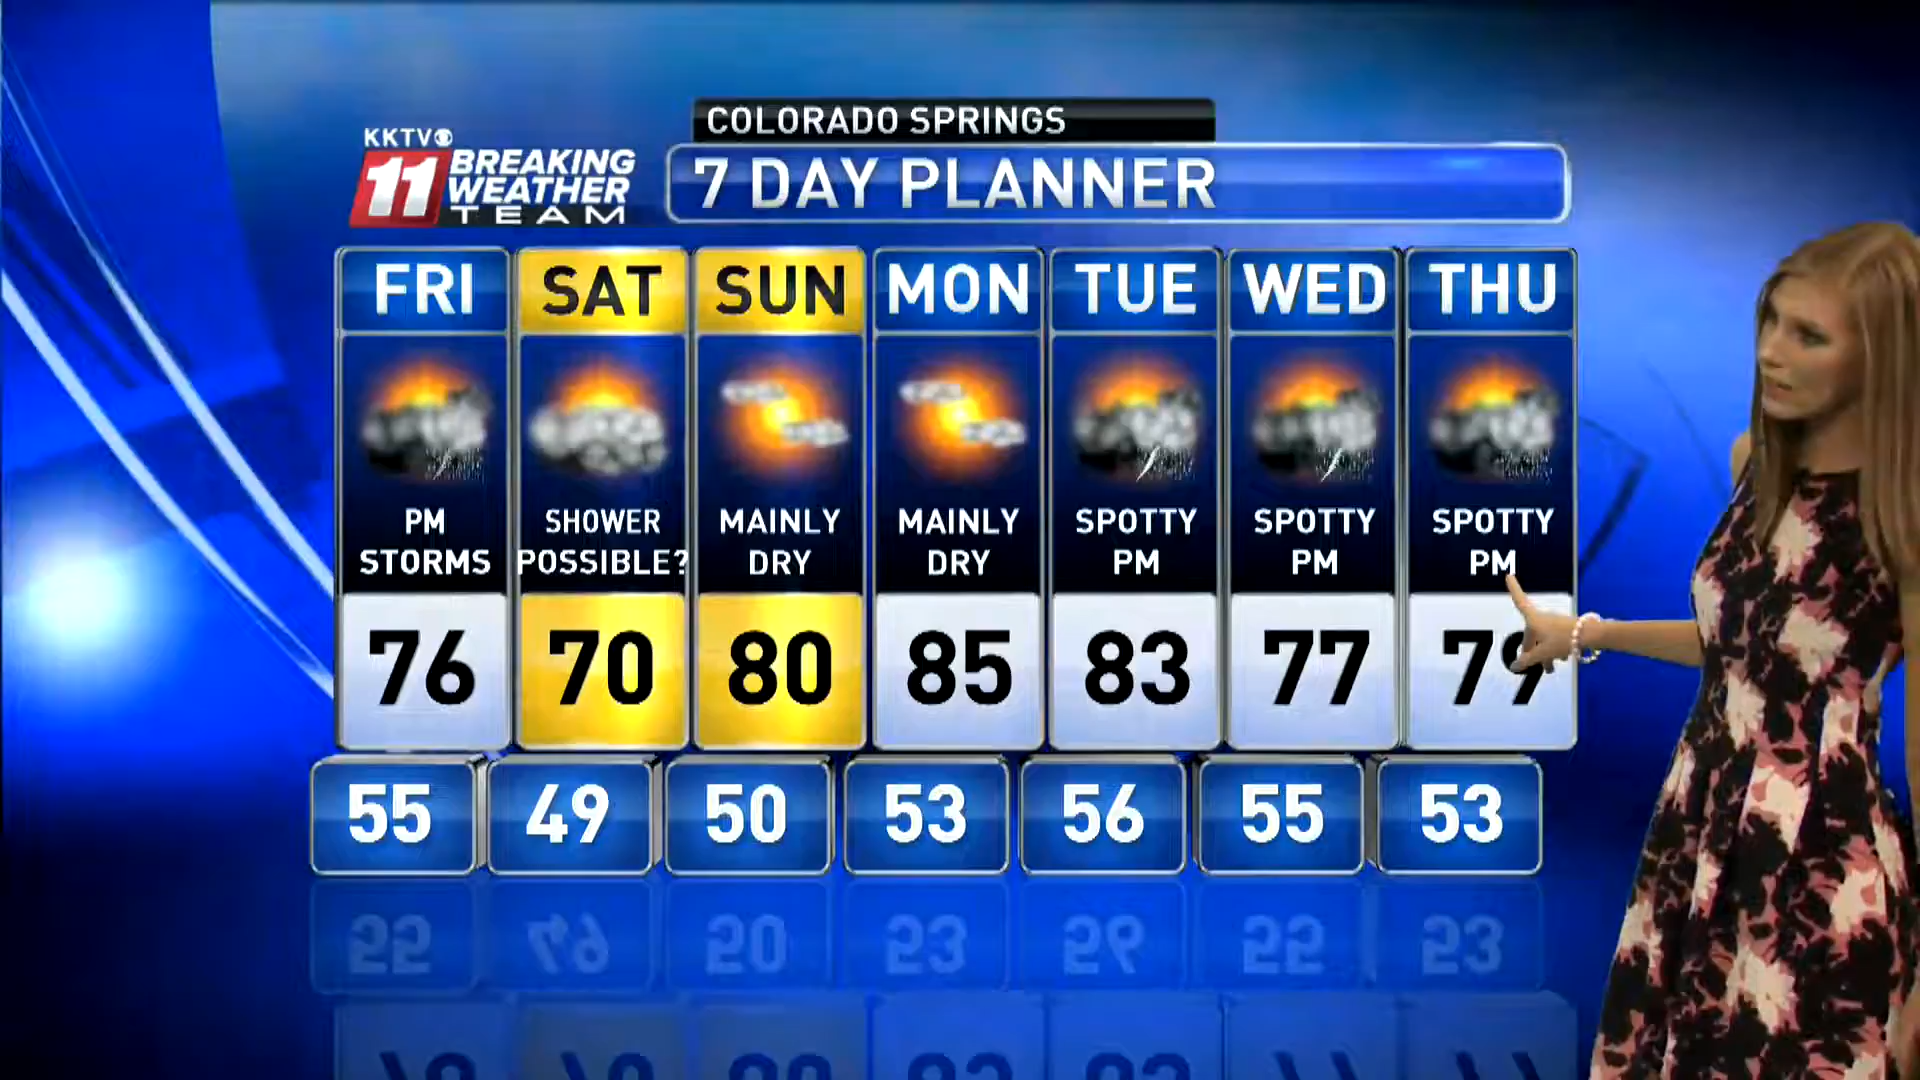 COLORADO SPRINGS
7 DAY PLANNER
KKTV
11 BREAKING
WEATHER
TEAM
FRI SAT SUN MON TUE WED THU
PM SHOWER MAINLY MAINLY SPOTTY SPOTTY SPOTTY
STORMS POSSIBLE? DRY DRY PM PM PM
76 70 80 85 83 77 79
55 49 50 53 56 55 53